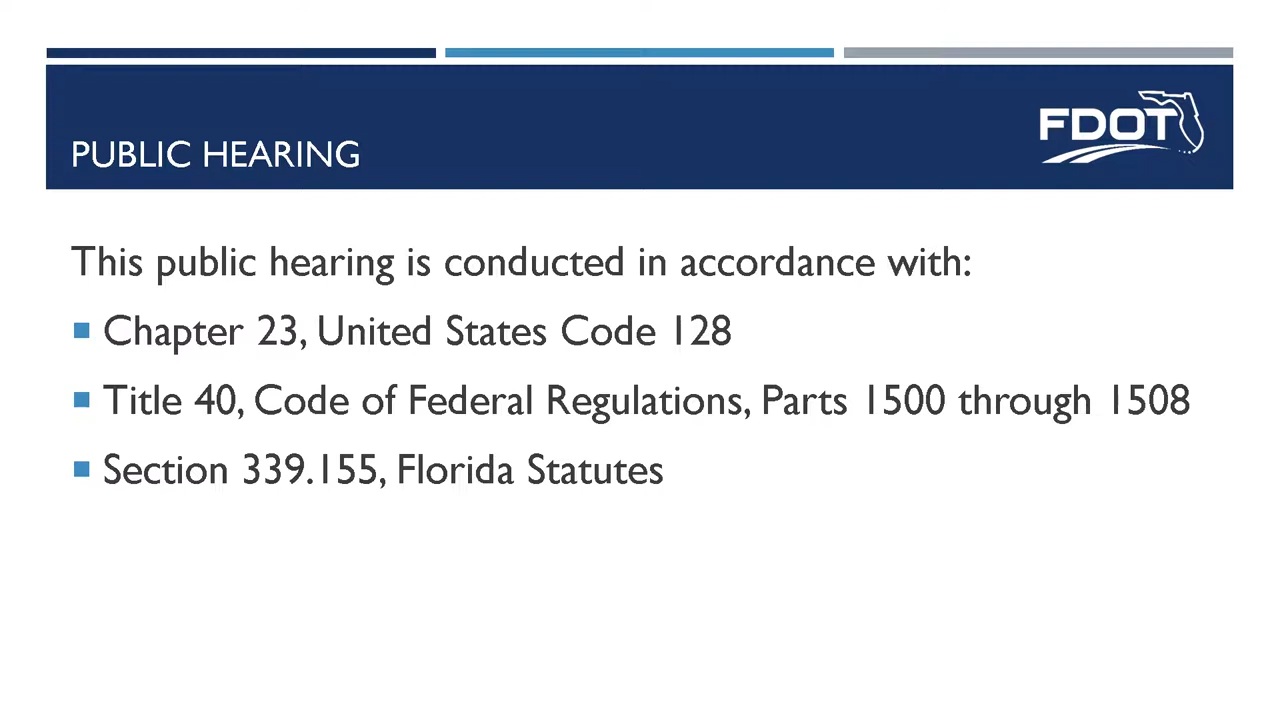 FDOT
PUBLIC HEARING
This public hearing is conducted in accordance with:
Chapter 23, United States Code 128
Title 40, Code of Federal Regulations, Parts 1500 through 1508
Section 339.155, Florida Statutes